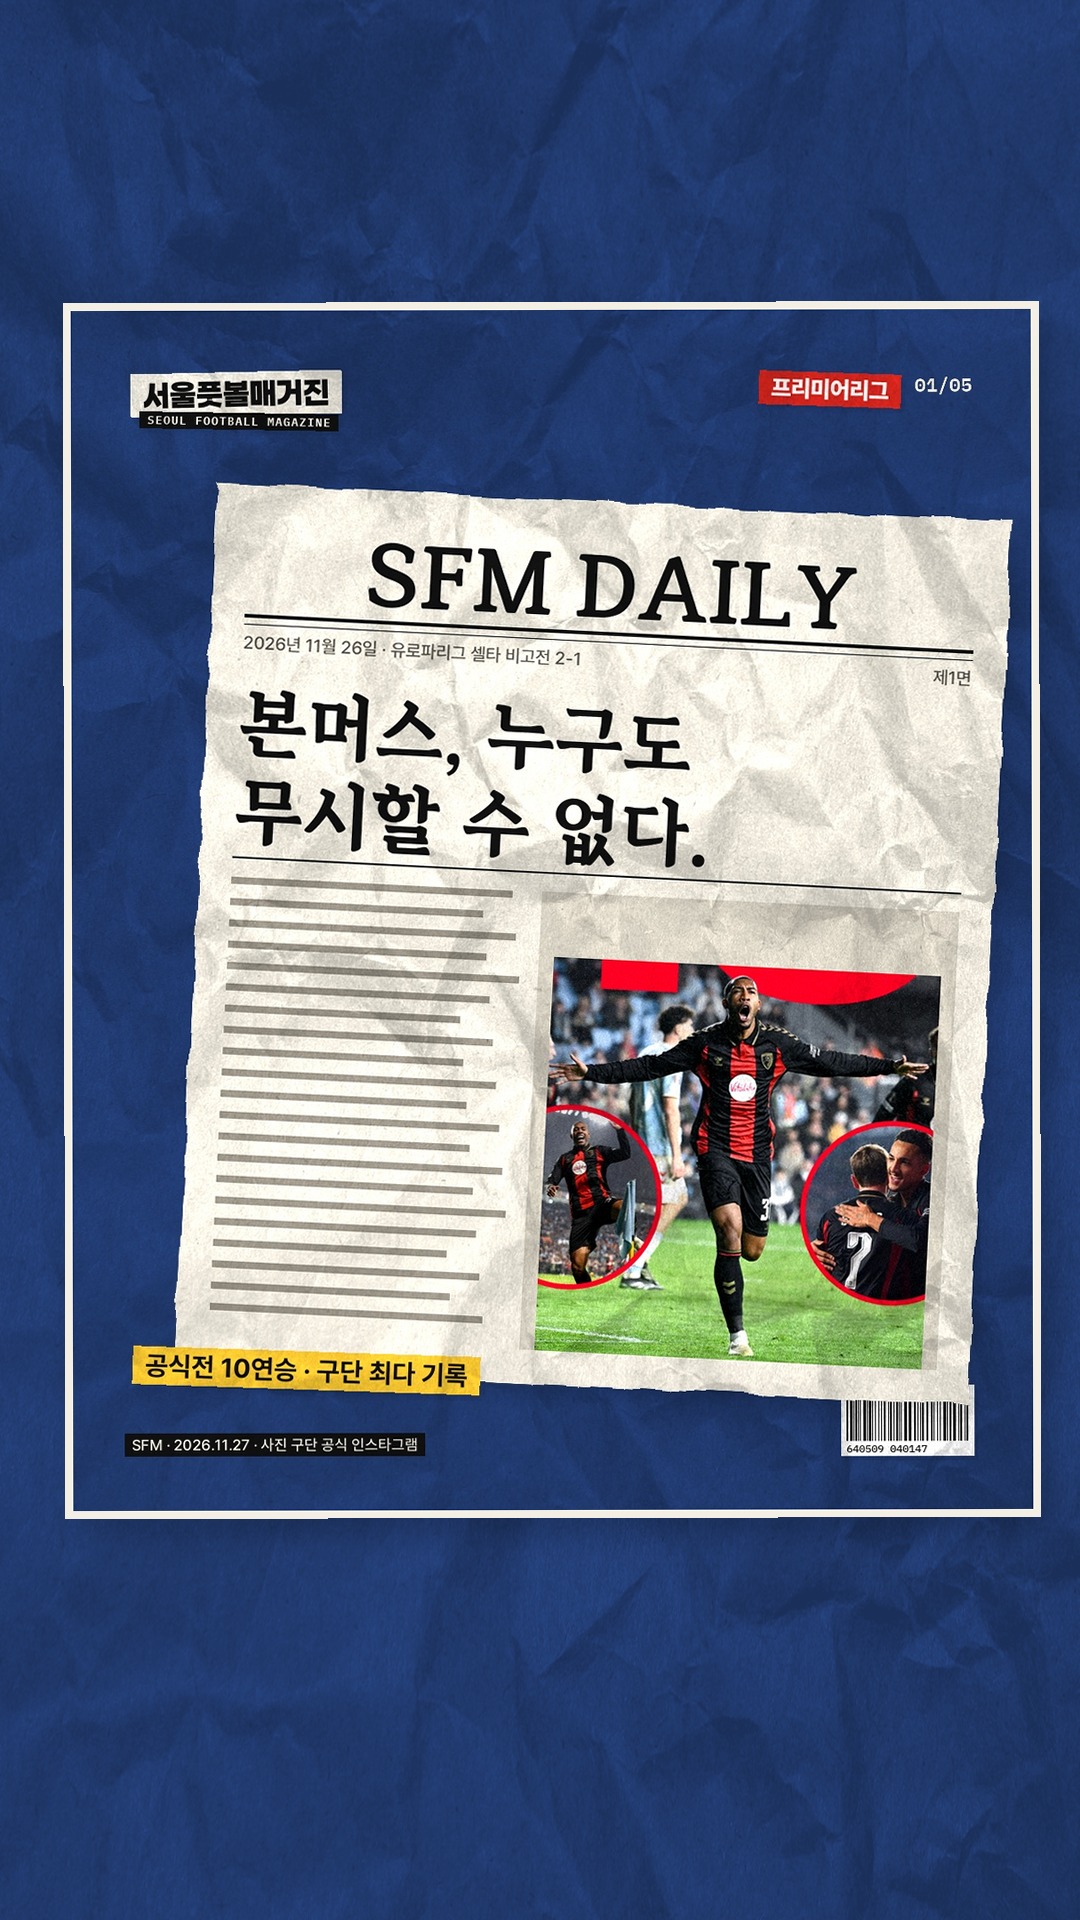 서울풋볼매거진
SEOUL FOOTBALL MAGAZINE
프리미어리그
01/05
SFM DAILY
2026년 11월 26일 · 유로파리그 셀타 비고전 2-1
제1면
본머스, 누구도
무시할 수 없다.
Vitality
3
7
공식전 10연승 · 구단 최다 기록
SFM · 2026.11.27 · 사진 구단 공식 인스타그램
640509 040147